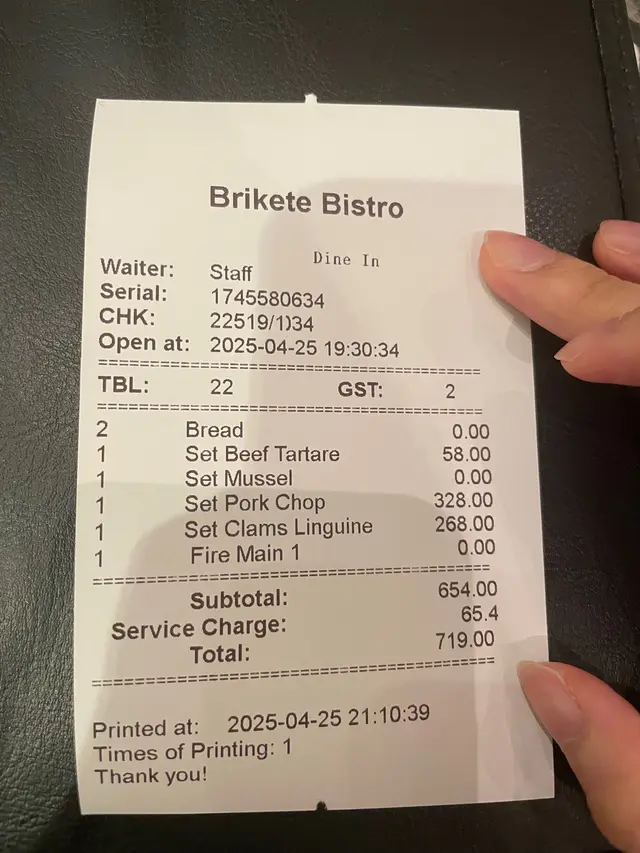 Brikete Bistro
Dine In
Waiter: Staff
Serial: 1745580634
CHK: 22519/1)34
Open at: 2025-04-25 19:30:34
==================================================
TBL: 22 GST: 2
==================================================
2 Bread 0.00
1 Set Beef Tartare 58.00
1 Set Mussel 0.00
1 Set Pork Chop 328.00
1 Set Clams Linguine 268.00
1 Fire Main 1 0.00
==================================================
Subtotal: 654.00
Service Charge: 65.4
Total: 719.00
==================================================
Printed at: 2025-04-25 21:10:39
Times of Printing: 1
Thank you!